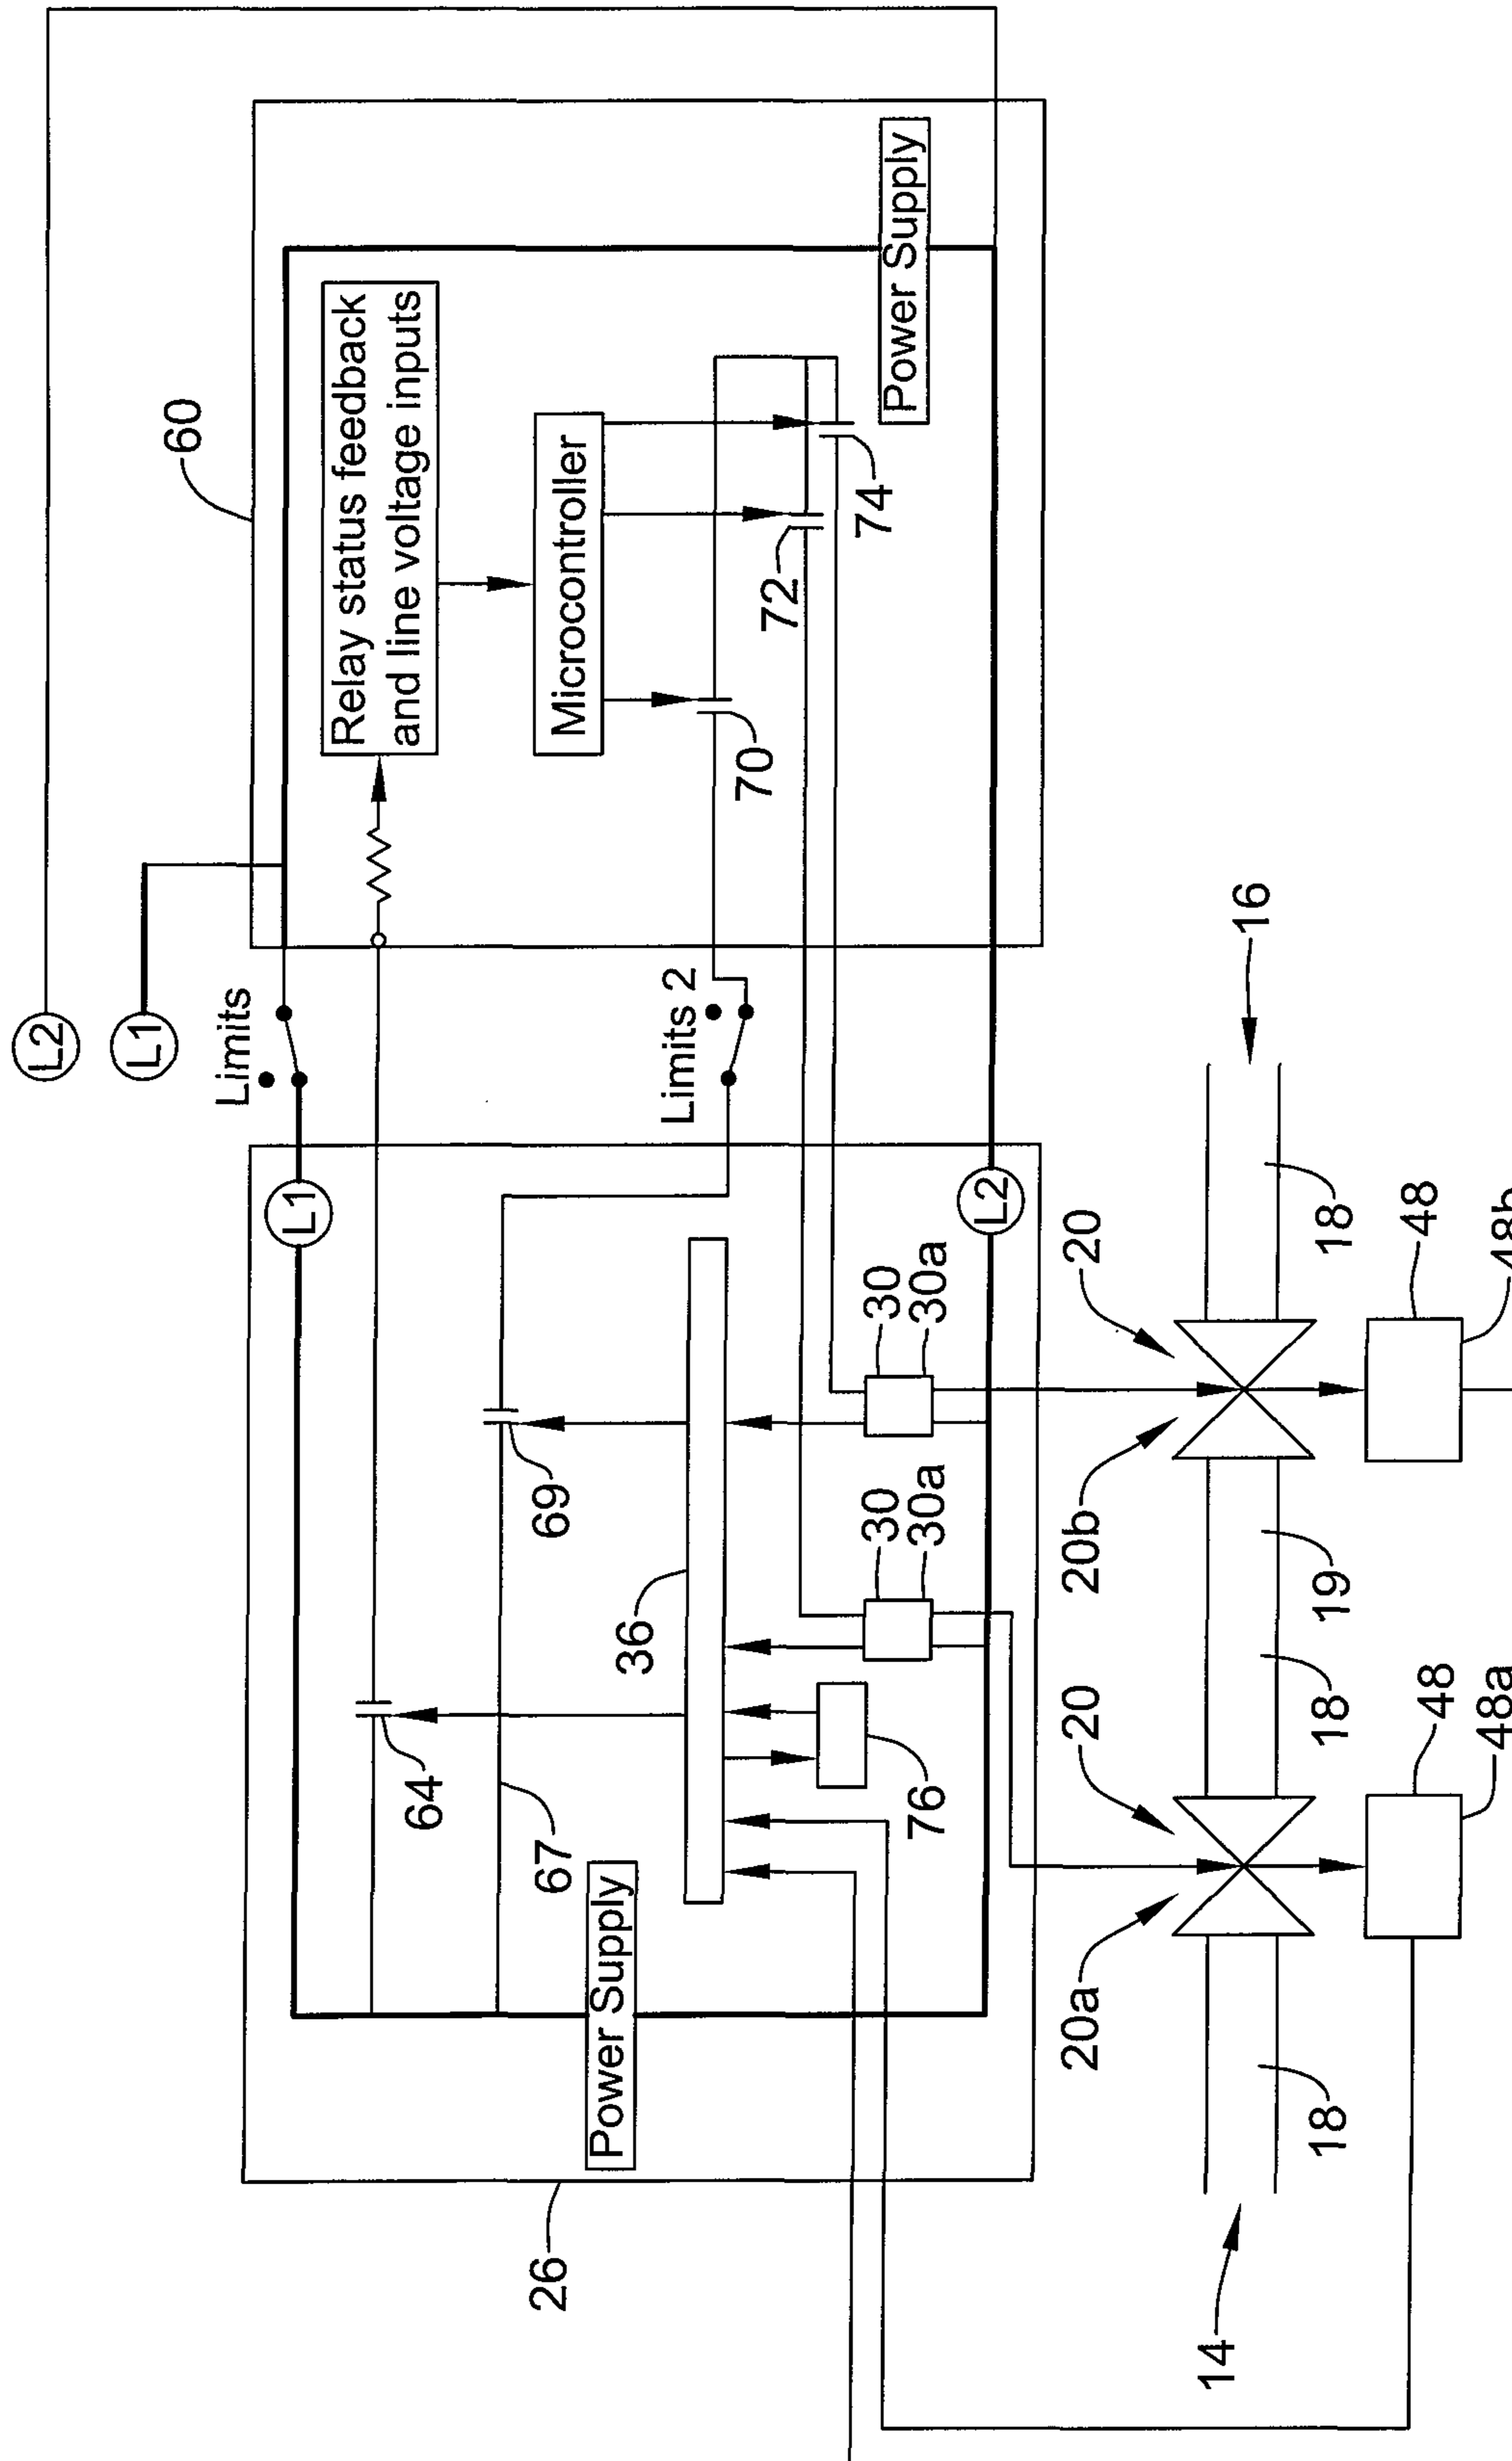 L2
L1
60
Limits
L1
Relay status feedback
and line voltage inputs
64
26
67
69
Microcontroller
Power Supply
36
Limits 2
70
72
74
30
30
30a
30a
Power Supply
76
L2
20a
20
20b
20
14
16
18
18
19
18
48
48
48a
48b